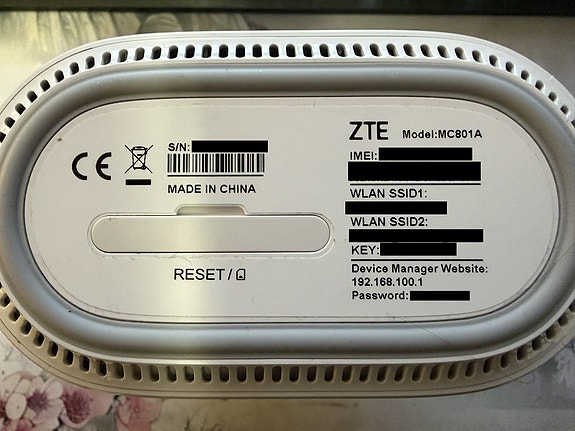 CE
S/N:
MADE IN CHINA
RESET /
ZTE Model:MC801A
IMEI:
WLAN SSID1:
WLAN SSID2:
KEY:
Device Manager Website:
192.168.100.1
Password: